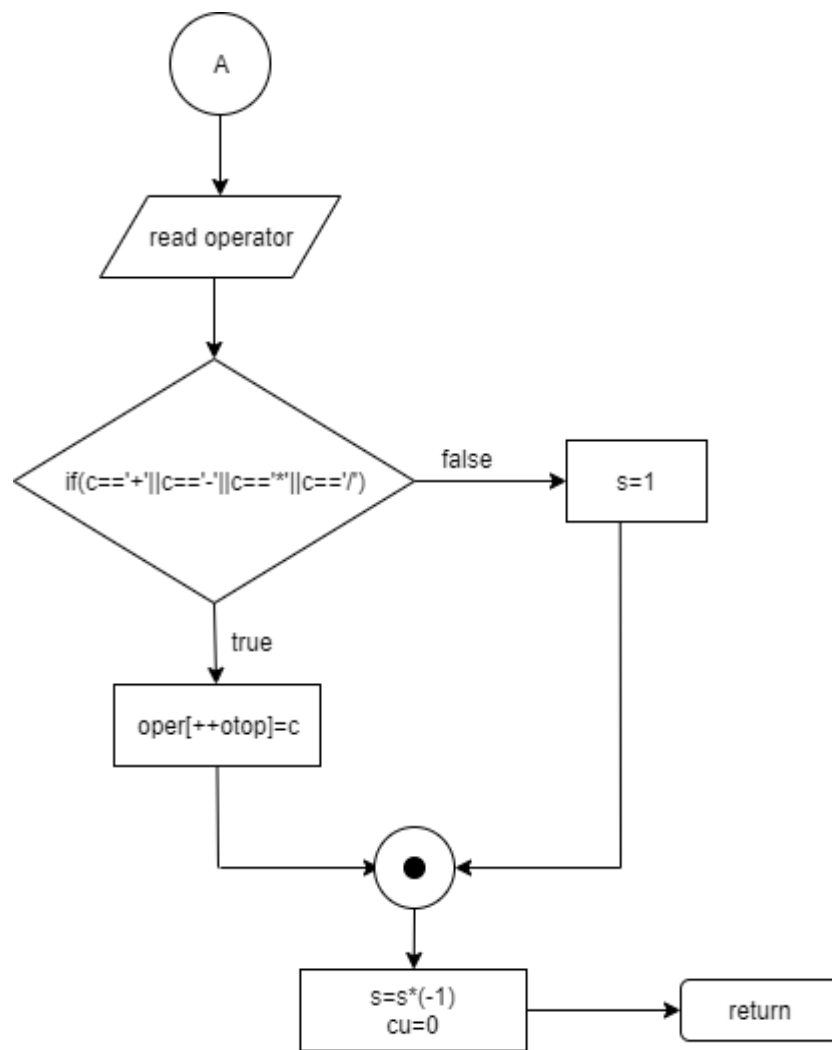 A
read operator
if(c=='+'||c=='-'||c=='*'||c=='/')
false
s=1
true
oper[++otop]=c
s=s*(-1)
cu=0
return